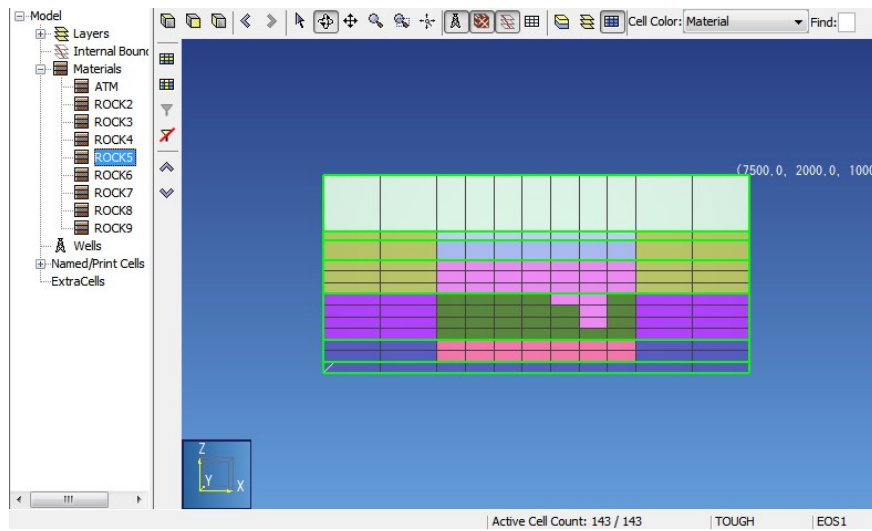 Model
Layers
Internal Bound
Materials
ATM
ROCK2
ROCK3
ROCK4
ROCK5
ROCK6
ROCK7
ROCK8
ROCK9
Wells
Named/Print Cells
ExtraCells
Cell Color: Material Find:
(7500.0, 2000.0, 1000
Z
Y X
Active Cell Count: 143 / 143 TOUGH EOS1